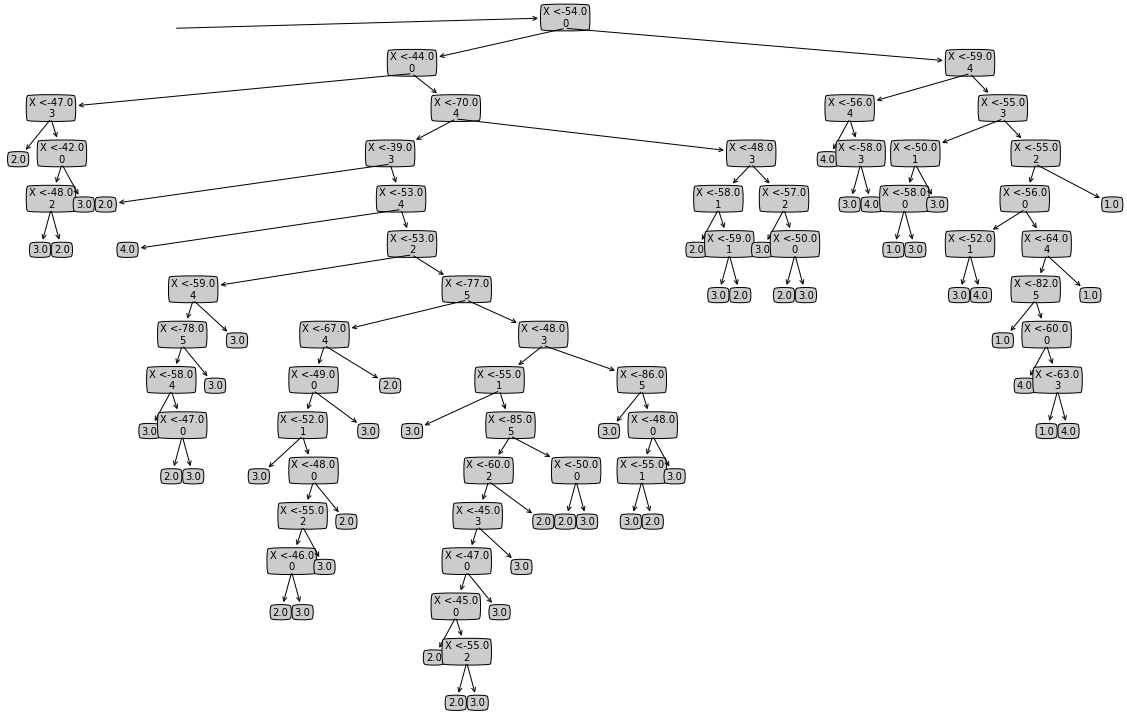 X <-54.0
0
X <-44.0
0
X <-59.0
4
X <-47.0
3
X <-70.0
4
X <-56.0
4
X <-55.0
3
2.0
X <-42.0
0
X <-39.0
3
X <-48.0
3
4.0
X <-58.0
3
X <-50.0
1
X <-55.0
2
X <-48.0
2
3.0
2.0
X <-53.0
4
X <-58.0
1
X <-57.0
2
3.0
4.0
X <-58.0
0
3.0
X <-56.0
0
1.0
3.0
2.0
4.0
X <-53.0
2
2.0
X <-59.0
1
3.0
X <-50.0
0
1.0
3.0
X <-52.0
1
X <-64.0
4
X <-59.0
4
X <-77.0
5
3.0
2.0
2.0
3.0
3.0
4.0
X <-82.0
5
1.0
X <-78.0
5
3.0
X <-67.0
4
X <-48.0
3
1.0
X <-60.0
0
X <-58.0
4
3.0
X <-49.0
0
2.0
X <-55.0
1
X <-86.0
5
4.0
X <-63.0
3
3.0
X <-47.0
0
X <-52.0
1
3.0
3.0
X <-85.0
5
3.0
X <-48.0
0
1.0
4.0
2.0
3.0
3.0
X <-48.0
0
X <-60.0
2
X <-50.0
0
X <-55.0
1
3.0
X <-55.0
2
2.0
X <-45.0
3
2.0
2.0
3.0
3.0
2.0
X <-46.0
0
3.0
X <-47.0
0
3.0
2.0
3.0
X <-45.0
0
3.0
2.0
X <-55.0
2
2.0
3.0